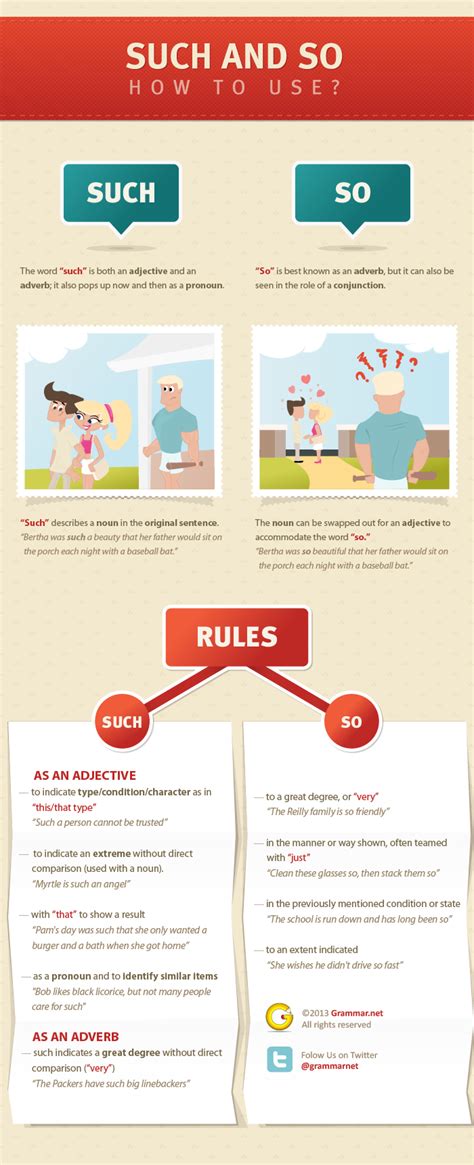 SUCH AND SO
HOW TO USE?
SUCH
The word “such” is both an adjective and an
adverb; it also pops up now and then as a pronoun.
SO
“So” is best known as an adverb, but it can also be
seen in the role of a conjunction.
“Such” describes a noun in the original sentence.
“Bertha was such a beauty that her father would sit on
the porch each night with a baseball bat.”
? ?
The noun can be swapped out for an adjective to
accommodate the word “so.”
“Bertha was so beautiful that her father would sit on
the porch each night with a baseball bat.”
RULES
SUCH
AS AN ADJECTIVE
— to indicate type/condition/character as in
“this/that type”
“Such a person cannot be trusted”
— to indicate an extreme without direct
comparison (used with a noun).
“Myrtle is such an angel”
— with “that” to show a result
“Pam's day was such that she only wanted a
burger and a bath when she got home”
— as a pronoun and to identify similar items
“Bob likes black licorice, but not many people
care for such”
AS AN ADVERB
— such indicates a great degree without direct
comparison (“very”)
“The Packers have such big linebackers”
SO
— to a great degree, or “very”
“The Reilly family is so friendly”
— in the manner or way shown, often teamed
with “just”
“Clean these glasses so, then stack them so”
— in the previously mentioned condition or state
“The school is run down and has long been so”
— to an extent indicated
“She wishes he didn't drive so fast”
G
©2013 Grammar.net
All rights reserved
t
Folow Us on Twitter
@grammarnet